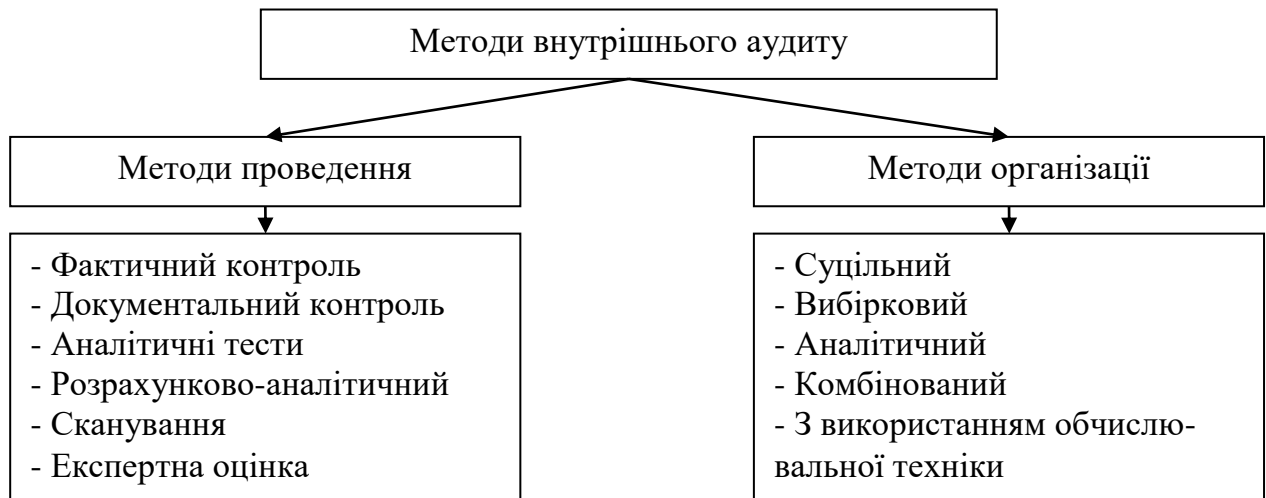 Методи внутрішнього аудиту
Методи проведення
Методи організації
- Фактичний контроль
- Документальний контроль
- Аналітичні тести
- Розрахунково-аналітичний
- Сканування
- Експертна оцінка
- Суцільний
- Вибірковий
- Аналітичний
- Комбінований
- З використанням обчислю-
вальної техніки